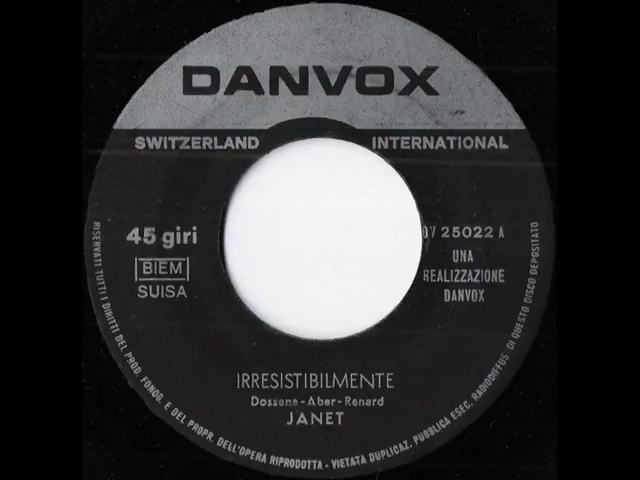 DANVOX
SWITZERLAND INTERNATIONAL
45 giri
BIEM
SUISA
25022 A
UNA
REALIZZAZIONE
DANVOX
IRRESISTIBILMENTE
Dossena - Aber - Renard
JANET
RISERVATI TUTTI I DIRITTI DEL PROD. FONOG. E DEL PROPR. DELL'OPERA RIPRODOTTA - VIETATA DUPLICAZ. PUBBLICA ESEC. RADIODIFFUS. DI QUESTO DISCO DEPOSITATO